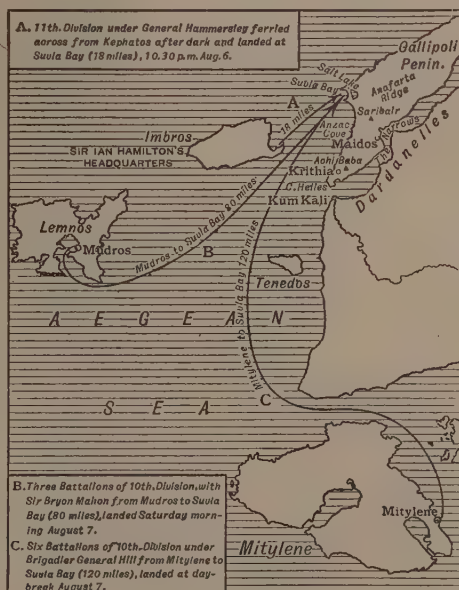 A. 11th. Division under General Hammersley ferried
across from Kephatos after dark and landed at
Suvla Bay (18 miles), 10.30 p.m. Aug. 6.
Gallipoli
Penin.
Salt Lake
Suvla Bay
Anafarta
Ridge
A
18 miles
Saribair
Anzac
Cove
Imbros
Maidos
The Narrows
SIR IAN HAMILTON'S
HEADQUARTERS
Achi Baba
Krithia
C. Helles
Dardanelles
Kum Kali
Lemnos
Mudros
Mudros to Suvla Bay 80 miles
B
Mitylene to Suvla Bay 120 miles
Tenedos
AEGEAN
SEA
C
B. Three Battalions of 10th. Division, with
Sir Bryon Mahon from Mudros to Suvla
Bay (80 miles), landed Saturday morn-
ing August 7.
C. Six Battalions of 10th. Division under
Brigadier General Hill from Mitylene to
Suvla Bay (120 miles), landed at day-
break August 7.
Mitylene
Mitylene